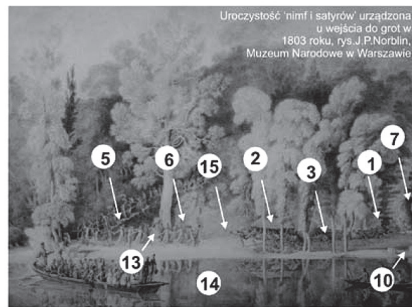 Uroczystość 'nimf i satyrów' urządzona
u wejścia do grot w
1803 roku, rys.J.P.Norblin,
Muzeum Narodowe w Warszawie
7
5 6 15 2 3 1
13 10
14